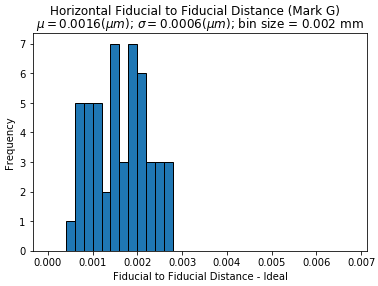 Horizontal Fiducial to Fiducial Distance (Mark G)
μ = 0.0016(μm); σ = 0.0006(μm); bin size = 0.002 mm
7
6
5
4
3
2
1
0
Frequency
0.000 0.001 0.002 0.003 0.004 0.005 0.006 0.007
Fiducial to Fiducial Distance - Ideal